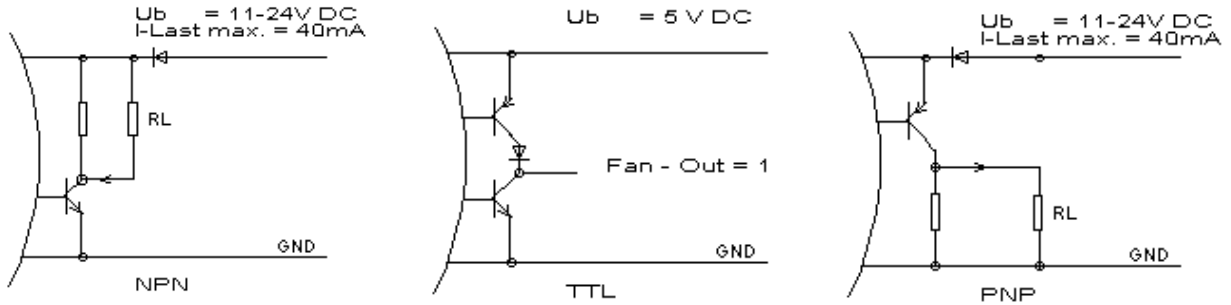 Ub = 11-24V DC
I-Last max. = 40mA
RL
GND
NPN
Ub = 5 V DC
Fan - Out = 1
GND
TTL
Ub = 11-24V DC
I-Last max. = 40mA
RL
GND
PNP